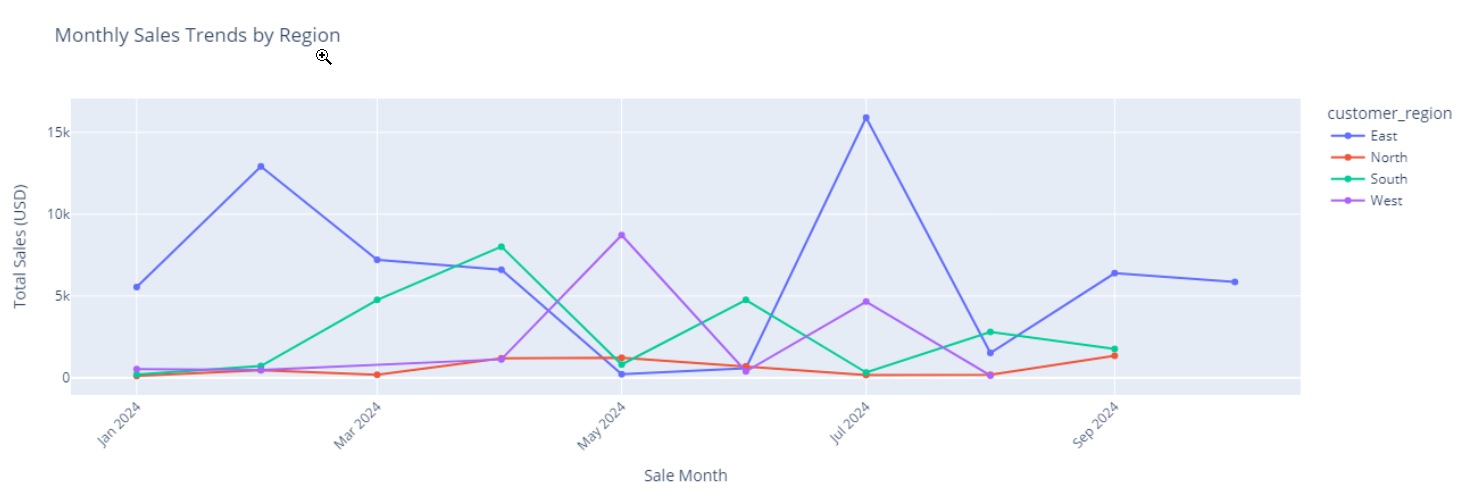 Monthly Sales Trends by Region
customer_region
East
North
South
West
Total Sales (USD)
15k
10k
5k
0
Jan 2024
Mar 2024
May 2024
Jul 2024
Sep 2024
Sale Month